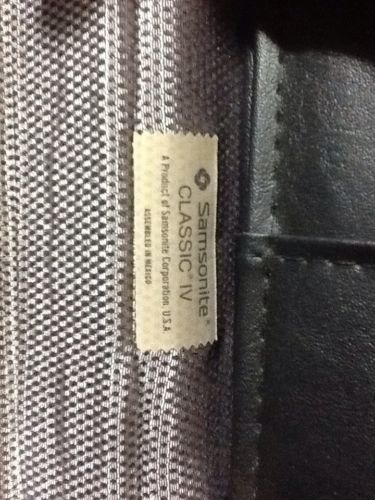 Samsonite®
CLASSIC® IV
A Product of Samsonite Corporation, U.S.A.
ASSEMBLED IN MEXICO